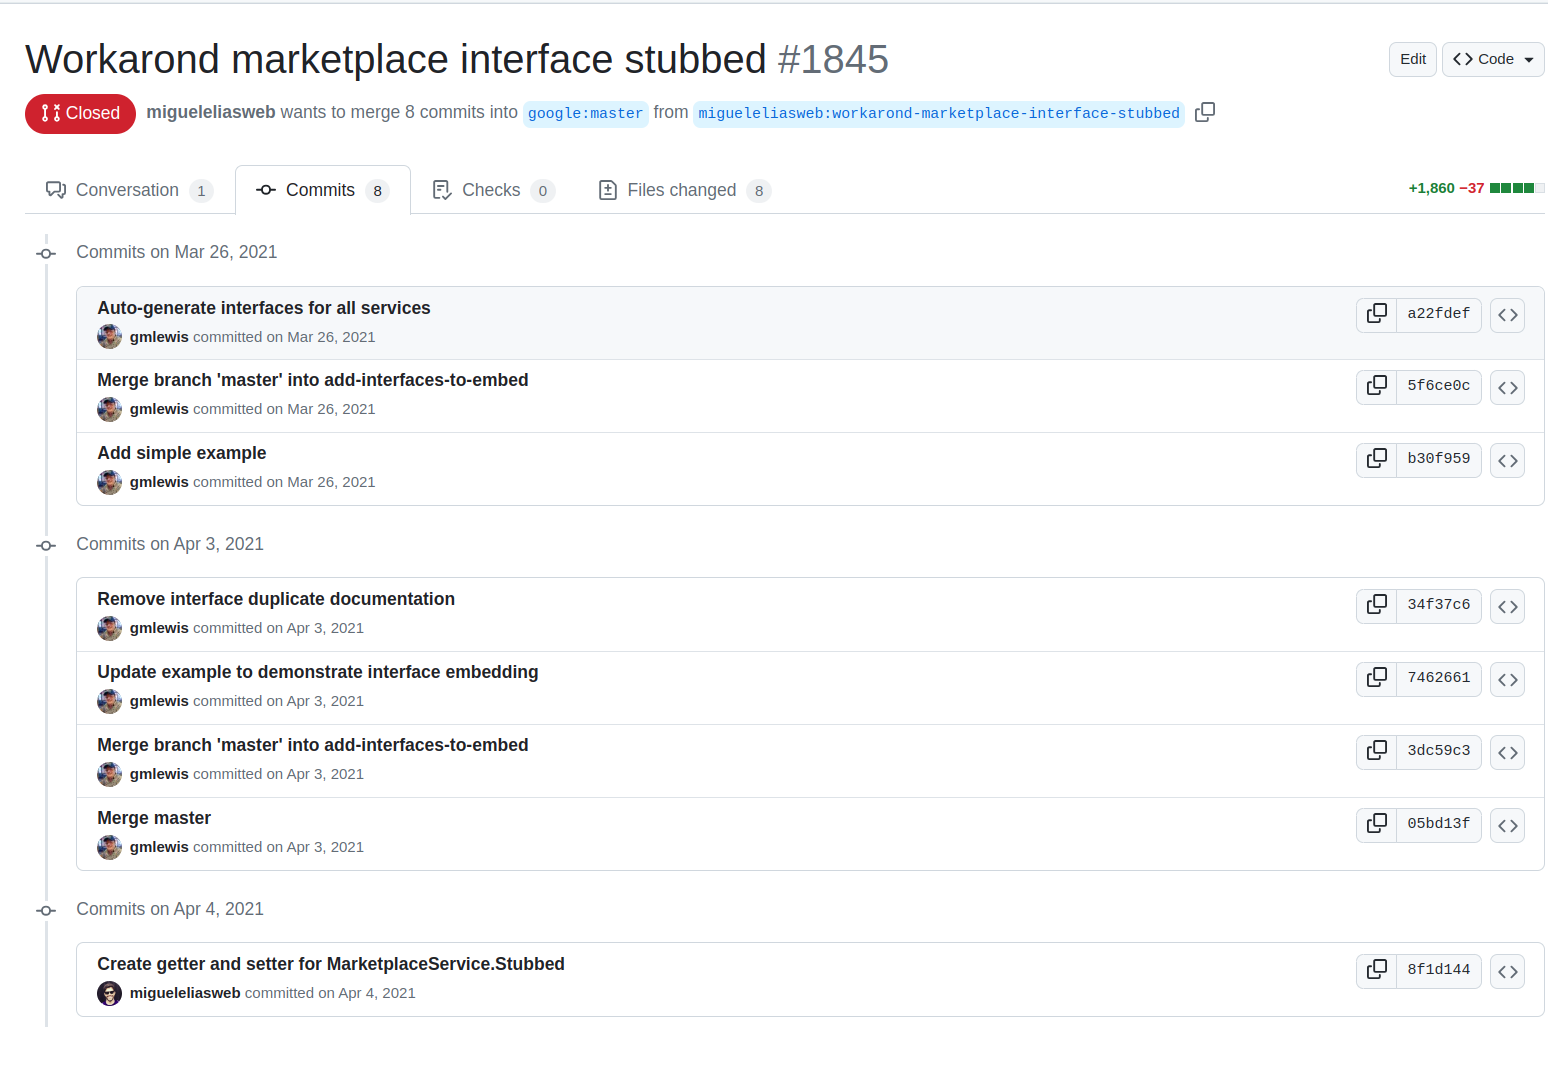 Workarond marketplace interface stubbed #1845
Edit
Code
Closed
migueleliasweb wants to merge 8 commits into google:master from migueleliasweb:workarond-marketplace-interface-stubbed
Conversation 1
Commits 8
Checks 0
Files changed 8
+1,860 −37
Commits on Mar 26, 2021
Auto-generate interfaces for all services
gmlewis committed on Mar 26, 2021
a22fdef
Merge branch 'master' into add-interfaces-to-embed
gmlewis committed on Mar 26, 2021
5f6ce0c
Add simple example
gmlewis committed on Mar 26, 2021
b30f959
Commits on Apr 3, 2021
Remove interface duplicate documentation
gmlewis committed on Apr 3, 2021
34f37c6
Update example to demonstrate interface embedding
gmlewis committed on Apr 3, 2021
7462661
Merge branch 'master' into add-interfaces-to-embed
gmlewis committed on Apr 3, 2021
3dc59c3
Merge master
gmlewis committed on Apr 3, 2021
05bd13f
Commits on Apr 4, 2021
Create getter and setter for MarketplaceService.Stubbed
migueleliasweb committed on Apr 4, 2021
8f1d144